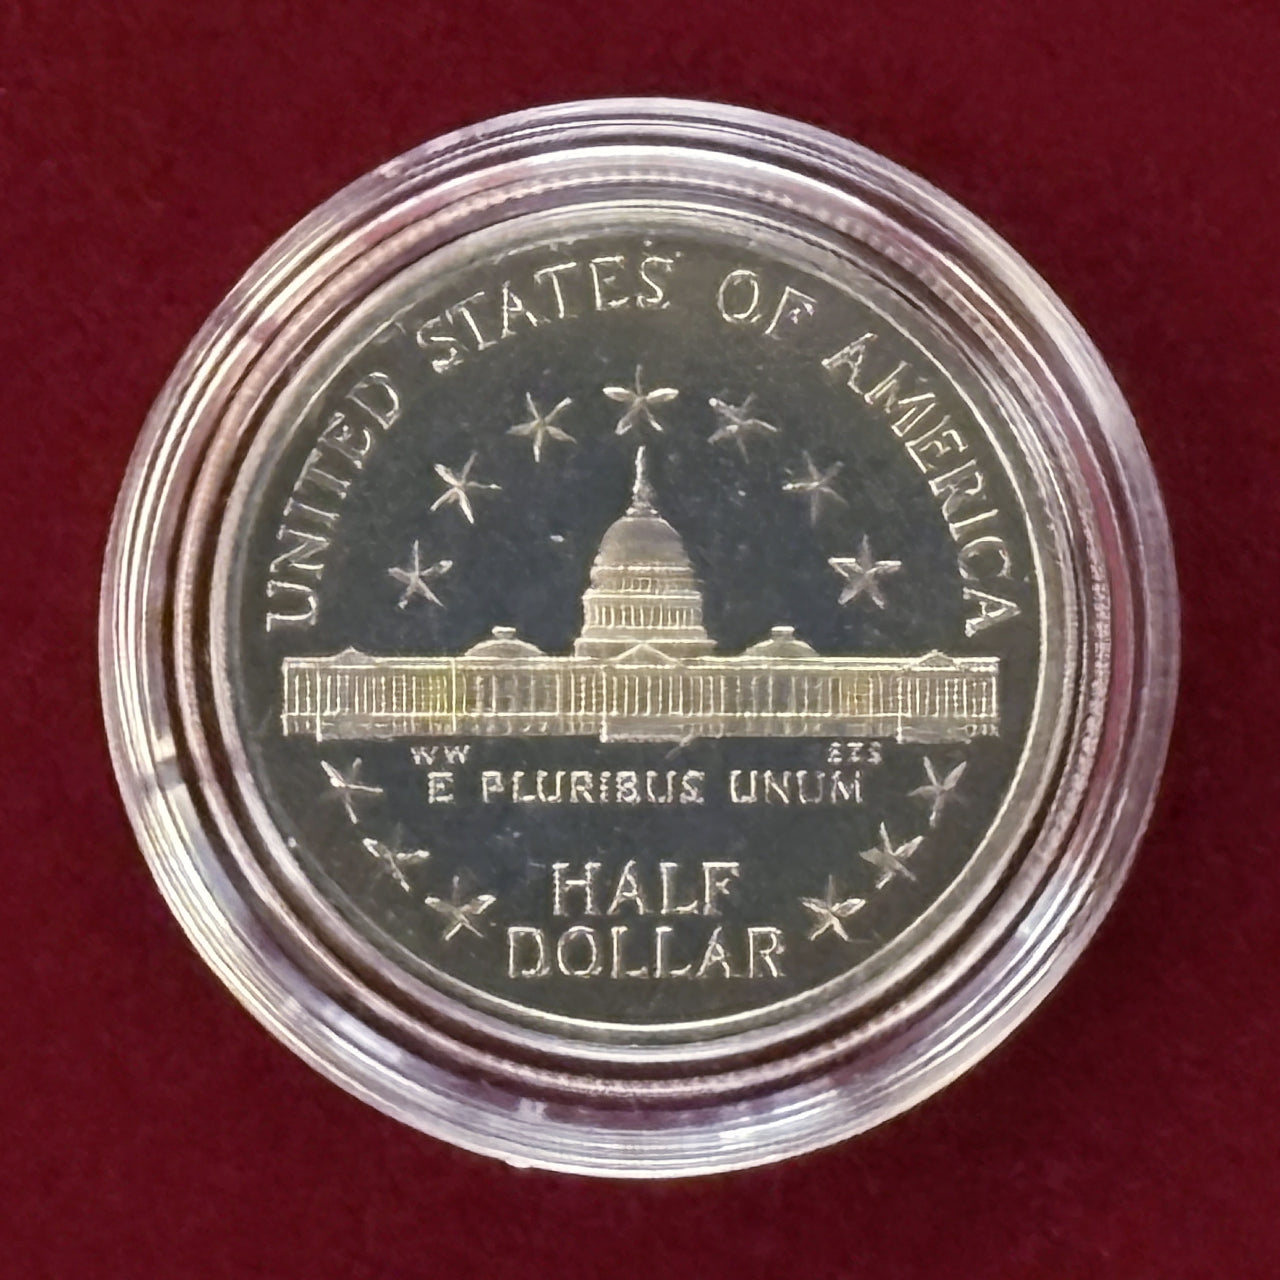 UNITED STATES OF AMERICA
WW
E PLURIBUS UNUM
HALF
DOLLAR